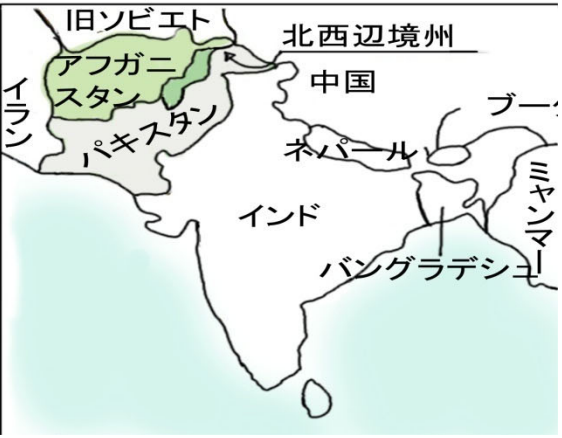 旧ソビエト
北西辺境州
アフガニ
スタン
中国
イラン
ブー
パキスタン
ネパール
ミャンマー
インド
バングラデシュ